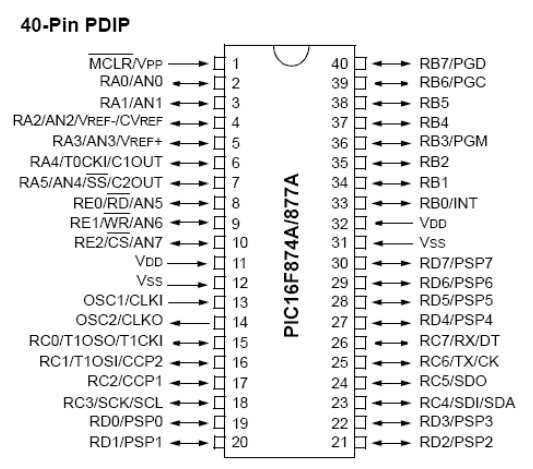 40-Pin PDIP
MCLR/VPP 1 40 RB7/PGD
RA0/AN0 2 39 RB6/PGC
RA1/AN1 3 38 RB5
RA2/AN2/VREF-/CVREF 4 37 RB4
RA3/AN3/VREF+ 5 36 RB3/PGM
RA4/T0CKI/C1OUT 6 35 RB2
RA5/AN4/SS/C2OUT 7 34 RB1
RE0/RD/AN5 8 33 RB0/INT
RE1/WR/AN6 9 32 VDD
RE2/CS/AN7 10 31 VSS
VDD 11 30 RD7/PSP7
VSS 12 29 RD6/PSP6
OSC1/CLKI 13 28 RD5/PSP5
OSC2/CLKO 14 27 RD4/PSP4
RC0/T1OSO/T1CKI 15 26 RC7/RX/DT
RC1/T1OSI/CCP2 16 25 RC6/TX/CK
RC2/CCP1 17 24 RC5/SDO
RC3/SCK/SCL 18 23 RC4/SDI/SDA
RD0/PSP0 19 22 RD3/PSP3
RD1/PSP1 20 21 RD2/PSP2
PIC16F874A/877A